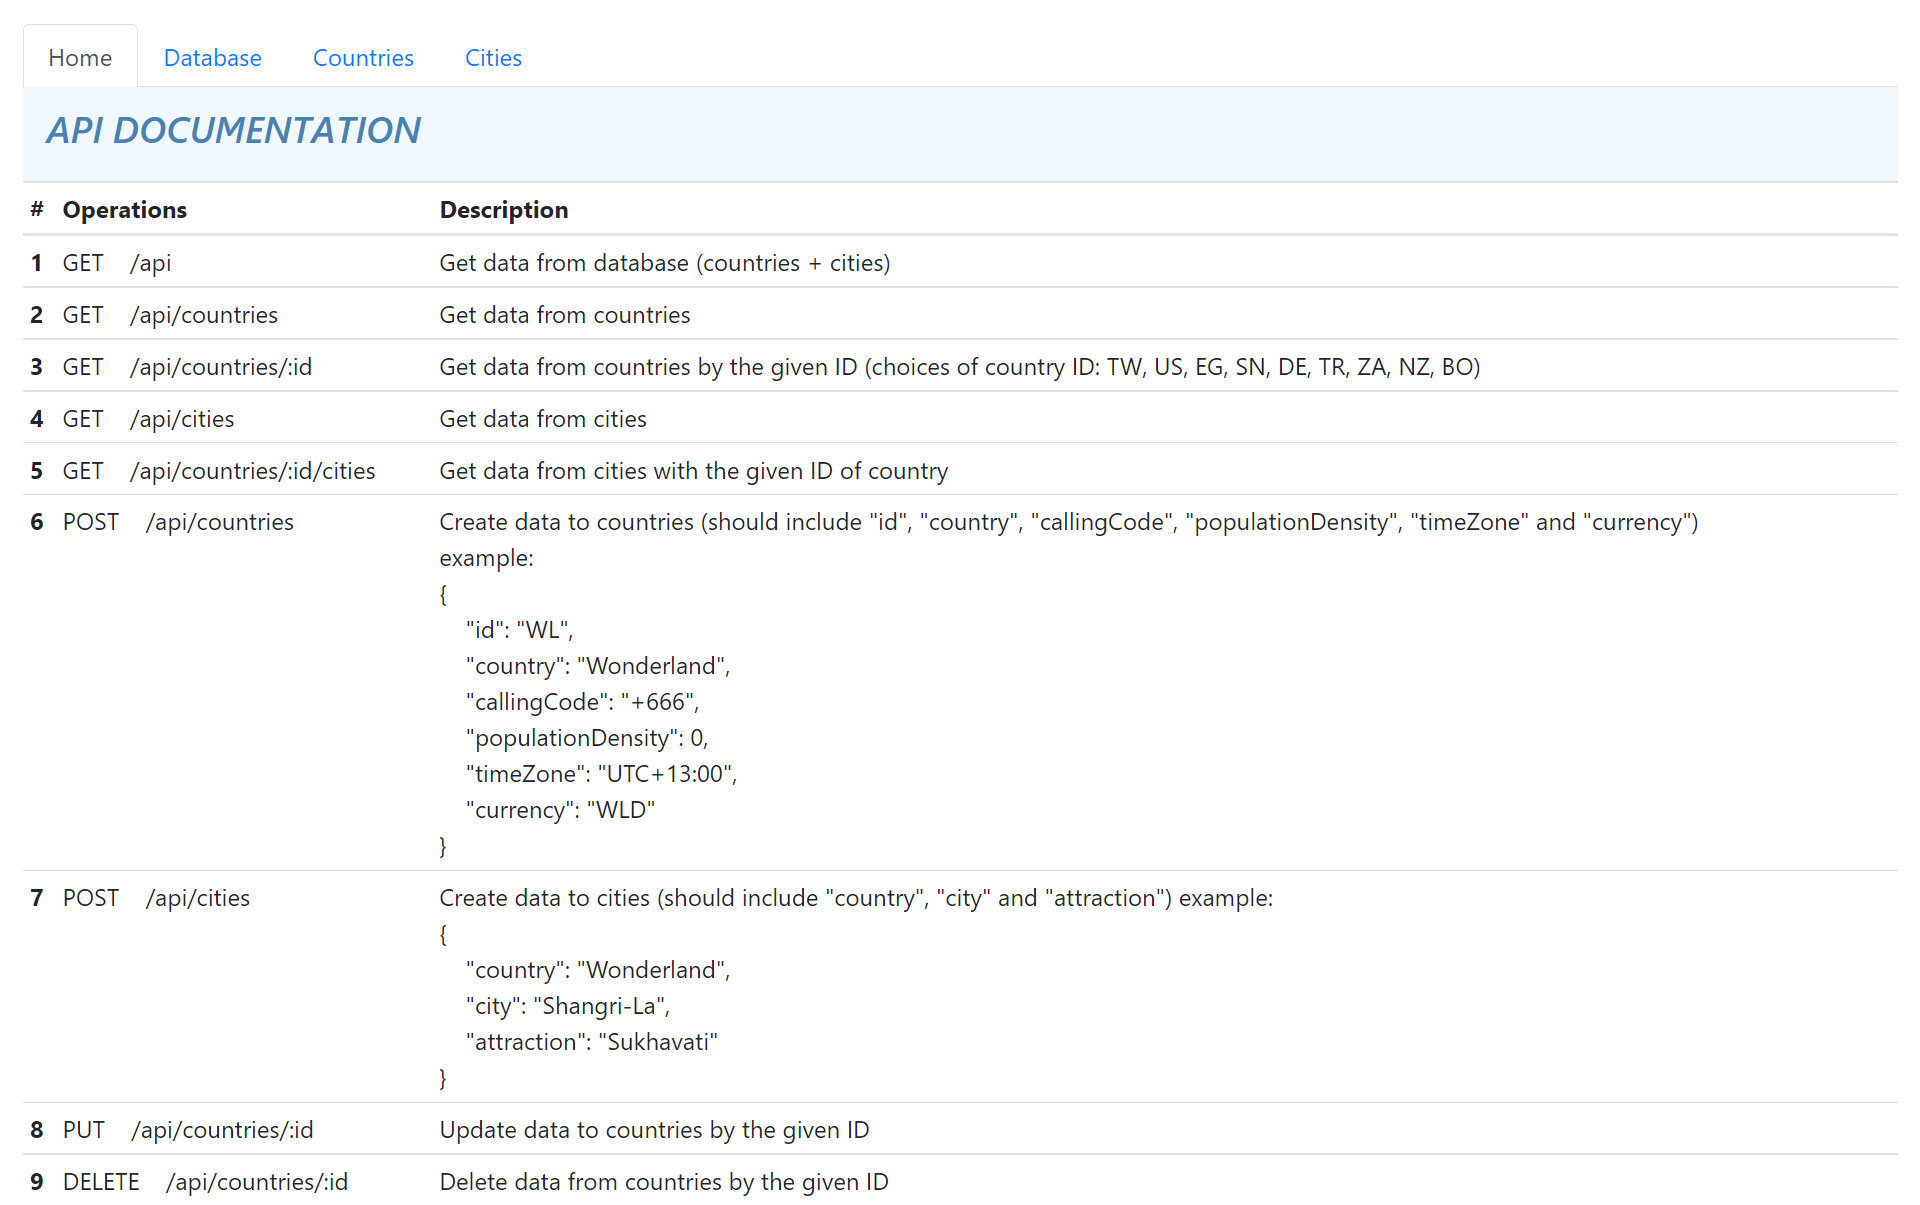 Home Database Countries Cities
API DOCUMENTATION
# Operations Description
1 GET /api Get data from database (countries + cities)
2 GET /api/countries Get data from countries
3 GET /api/countries/:id Get data from countries by the given ID (choices of country ID: TW, US, EG, SN, DE, TR, ZA, NZ, BO)
4 GET /api/cities Get data from cities
5 GET /api/countries/:id/cities Get data from cities with the given ID of country
6 POST /api/countries Create data to countries (should include "id", "country", "callingCode", "populationDensity", "timeZone" and "currency")
example:
{
"id": "WL",
"country": "Wonderland",
"callingCode": "+666",
"populationDensity": 0,
"timeZone": "UTC+13:00",
"currency": "WLD"
}
7 POST /api/cities Create data to cities (should include "country", "city" and "attraction") example:
{
"country": "Wonderland",
"city": "Shangri-La",
"attraction": "Sukhavati"
}
8 PUT /api/countries/:id Update data to countries by the given ID
9 DELETE /api/countries/:id Delete data from countries by the given ID